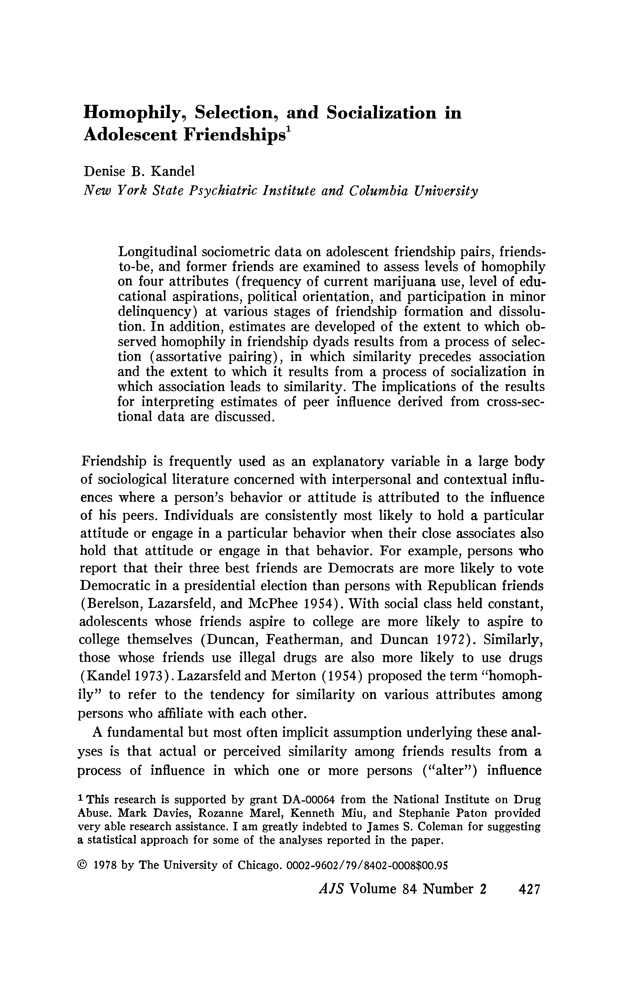 Homophily, Selection, and Socialization in
Adolescent Friendships¹
Denise B. Kandel
New York State Psychiatric Institute and Columbia University
Longitudinal sociometric data on adolescent friendship pairs, friends-
to-be, and former friends are examined to assess levels of homophily
on four attributes (frequency of current marijuana use, level of edu-
cational aspirations, political orientation, and participation in minor
delinquency) at various stages of friendship formation and dissolu-
tion. In addition, estimates are developed of the extent to which ob-
served homophily in friendship dyads results from a process of selec-
tion (assortative pairing), in which similarity precedes association
and the extent to which it results from a process of socialization in
which association leads to similarity. The implications of the results
for interpreting estimates of peer influence derived from cross-sec-
tional data are discussed.
Friendship is frequently used as an explanatory variable in a large body
of sociological literature concerned with interpersonal and contextual influ-
ences where a person's behavior or attitude is attributed to the influence
of his peers. Individuals are consistently most likely to hold a particular
attitude or engage in a particular behavior when their close associates also
hold that attitude or engage in that behavior. For example, persons who
report that their three best friends are Democrats are more likely to vote
Democratic in a presidential election than persons with Republican friends
(Berelson, Lazarsfeld, and McPhee 1954). With social class held constant,
adolescents whose friends aspire to college are more likely to aspire to
college themselves (Duncan, Featherman, and Duncan 1972). Similarly,
those whose friends use illegal drugs are also more likely to use drugs
(Kandel 1973). Lazarsfeld and Merton (1954) proposed the term “homoph-
ily” to refer to the tendency for similarity on various attributes among
persons who affiliate with each other.
A fundamental but most often implicit assumption underlying these anal-
yses is that actual or perceived similarity among friends results from a
process of influence in which one or more persons (“alter”) influence
1 This research is supported by grant DA-00064 from the National Institute on Drug
Abuse. Mark Davies, Rozanne Marel, Kenneth Miu, and Stephanie Paton provided
very able research assistance. I am greatly indebted to James S. Coleman for suggesting
a statistical approach for some of the analyses reported in the paper.
© 1978 by The University of Chicago. 0002-9602/79/8402-0008$00.95
AJS Volume 84 Number 2 427